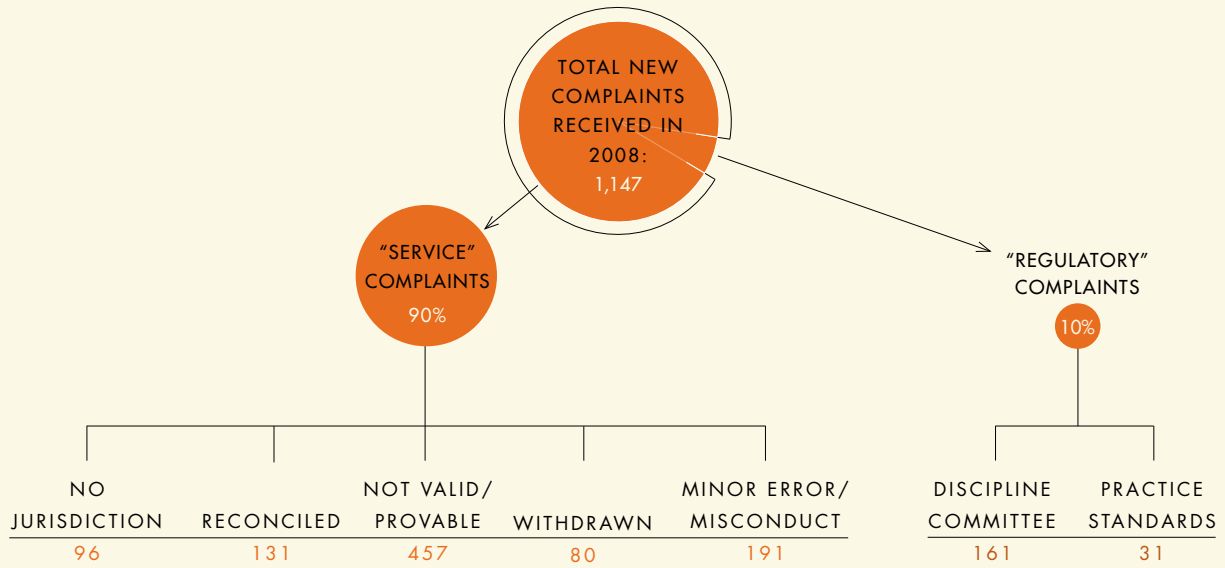 TOTAL NEW
COMPLAINTS
RECEIVED IN
2008:
1,147
“SERVICE”
COMPLAINTS
90%
“REGULATORY”
COMPLAINTS
10%
NO
JURISDICTION
96
RECONCILED
131
NOT VALID/
PROVABLE
457
WITHDRAWN
80
MINOR ERROR/
MISCONDUCT
191
DISCIPLINE
COMMITTEE
161
PRACTICE
STANDARDS
31